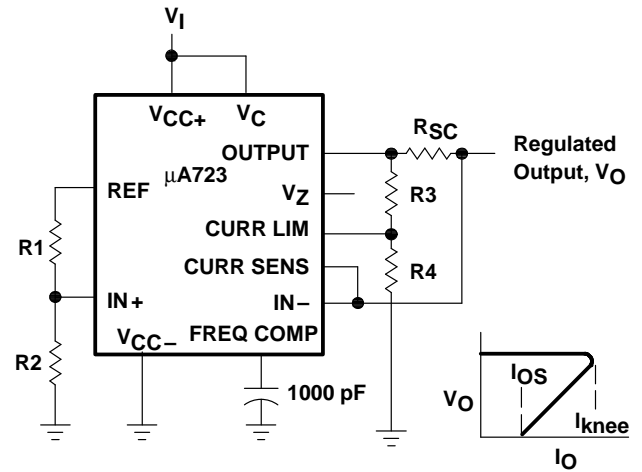 VI
VCC+ VC
OUTPUT
RSC
Regulated
Output, VO
μA723
REF
VZ
R3
CURR LIM
R1
R4
CURR SENS
IN+
IN−
VCC−
FREQ COMP
R2
1000 pF
IOS
VO
Iknee
IO